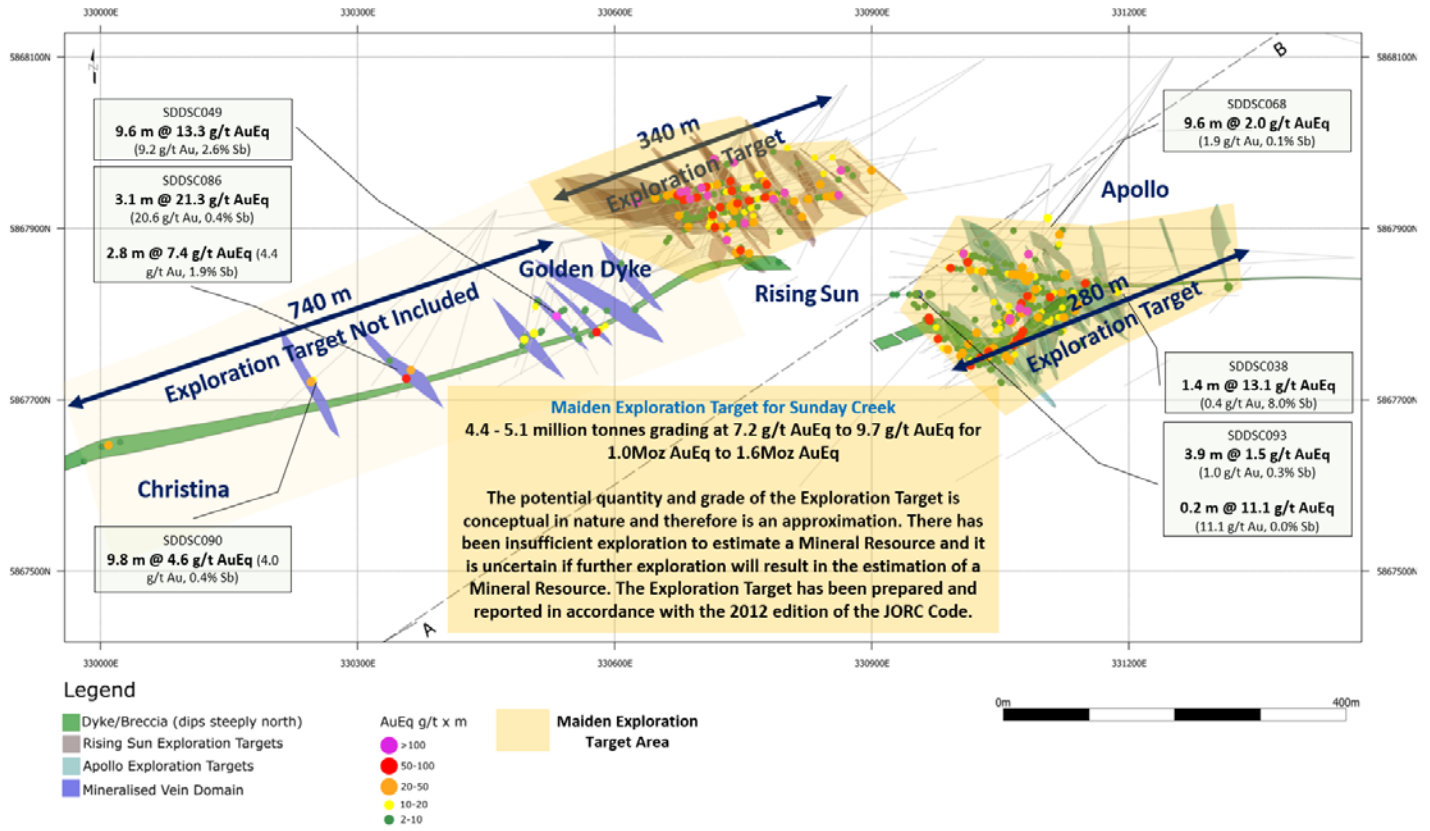 330000E
330300E
330600E
330900E
331200E
5868100N
5868100N
B
SDDSC049
9.6 m @ 13.3 g/t AuEq
(9.2 g/t Au, 2.6% Sb)
SDDSC086
3.1 m @ 21.3 g/t AuEq
(20.6 g/t Au, 0.4% Sb)
2.8 m @ 7.4 g/t AuEq (4.4
g/t Au, 1.9% Sb)
340 m
Exploration Target
SDDSC068
9.6 m @ 2.0 g/t AuEq
(1.9 g/t Au, 0.1% Sb)
Apollo
5867900N
5867900N
740 m
Exploration Target Not Included
Golden Dyke
Rising Sun
280 m
Exploration Target
SDDSC038
1.4 m @ 13.1 g/t AuEq
(0.4 g/t Au, 8.0% Sb)
5867700N
5867700N
SDDSC093
3.9 m @ 1.5 g/t AuEq
(1.0 g/t Au, 0.3% Sb)
0.2 m @ 11.1 g/t AuEq
(11.1 g/t Au, 0.0% Sb)
Christina
SDDSC090
9.8 m @ 4.6 g/t AuEq (4.0
g/t Au, 0.4% Sb)
Maiden Exploration Target for Sunday Creek
4.4 - 5.1 million tonnes grading at 7.2 g/t AuEq to 9.7 g/t AuEq for
1.0Moz AuEq to 1.6Moz AuEq
The potential quantity and grade of the Exploration Target is
conceptual in nature and therefore is an approximation. There has
been insufficient exploration to estimate a Mineral Resource and it
is uncertain if further exploration will result in the estimation of a
Mineral Resource. The Exploration Target has been prepared and
reported in accordance with the 2012 edition of the JORC Code.
5867500N
5867500N
A
330000E
330300E
330600E
330900E
331200E
Legend
Dyke/Breccia (dips steeply north)
Rising Sun Exploration Targets
Apollo Exploration Targets
Mineralised Vein Domain
AuEq g/t x m
>100
50-100
20-50
10-20
2-10
Maiden Exploration
Target Area
0m
400m